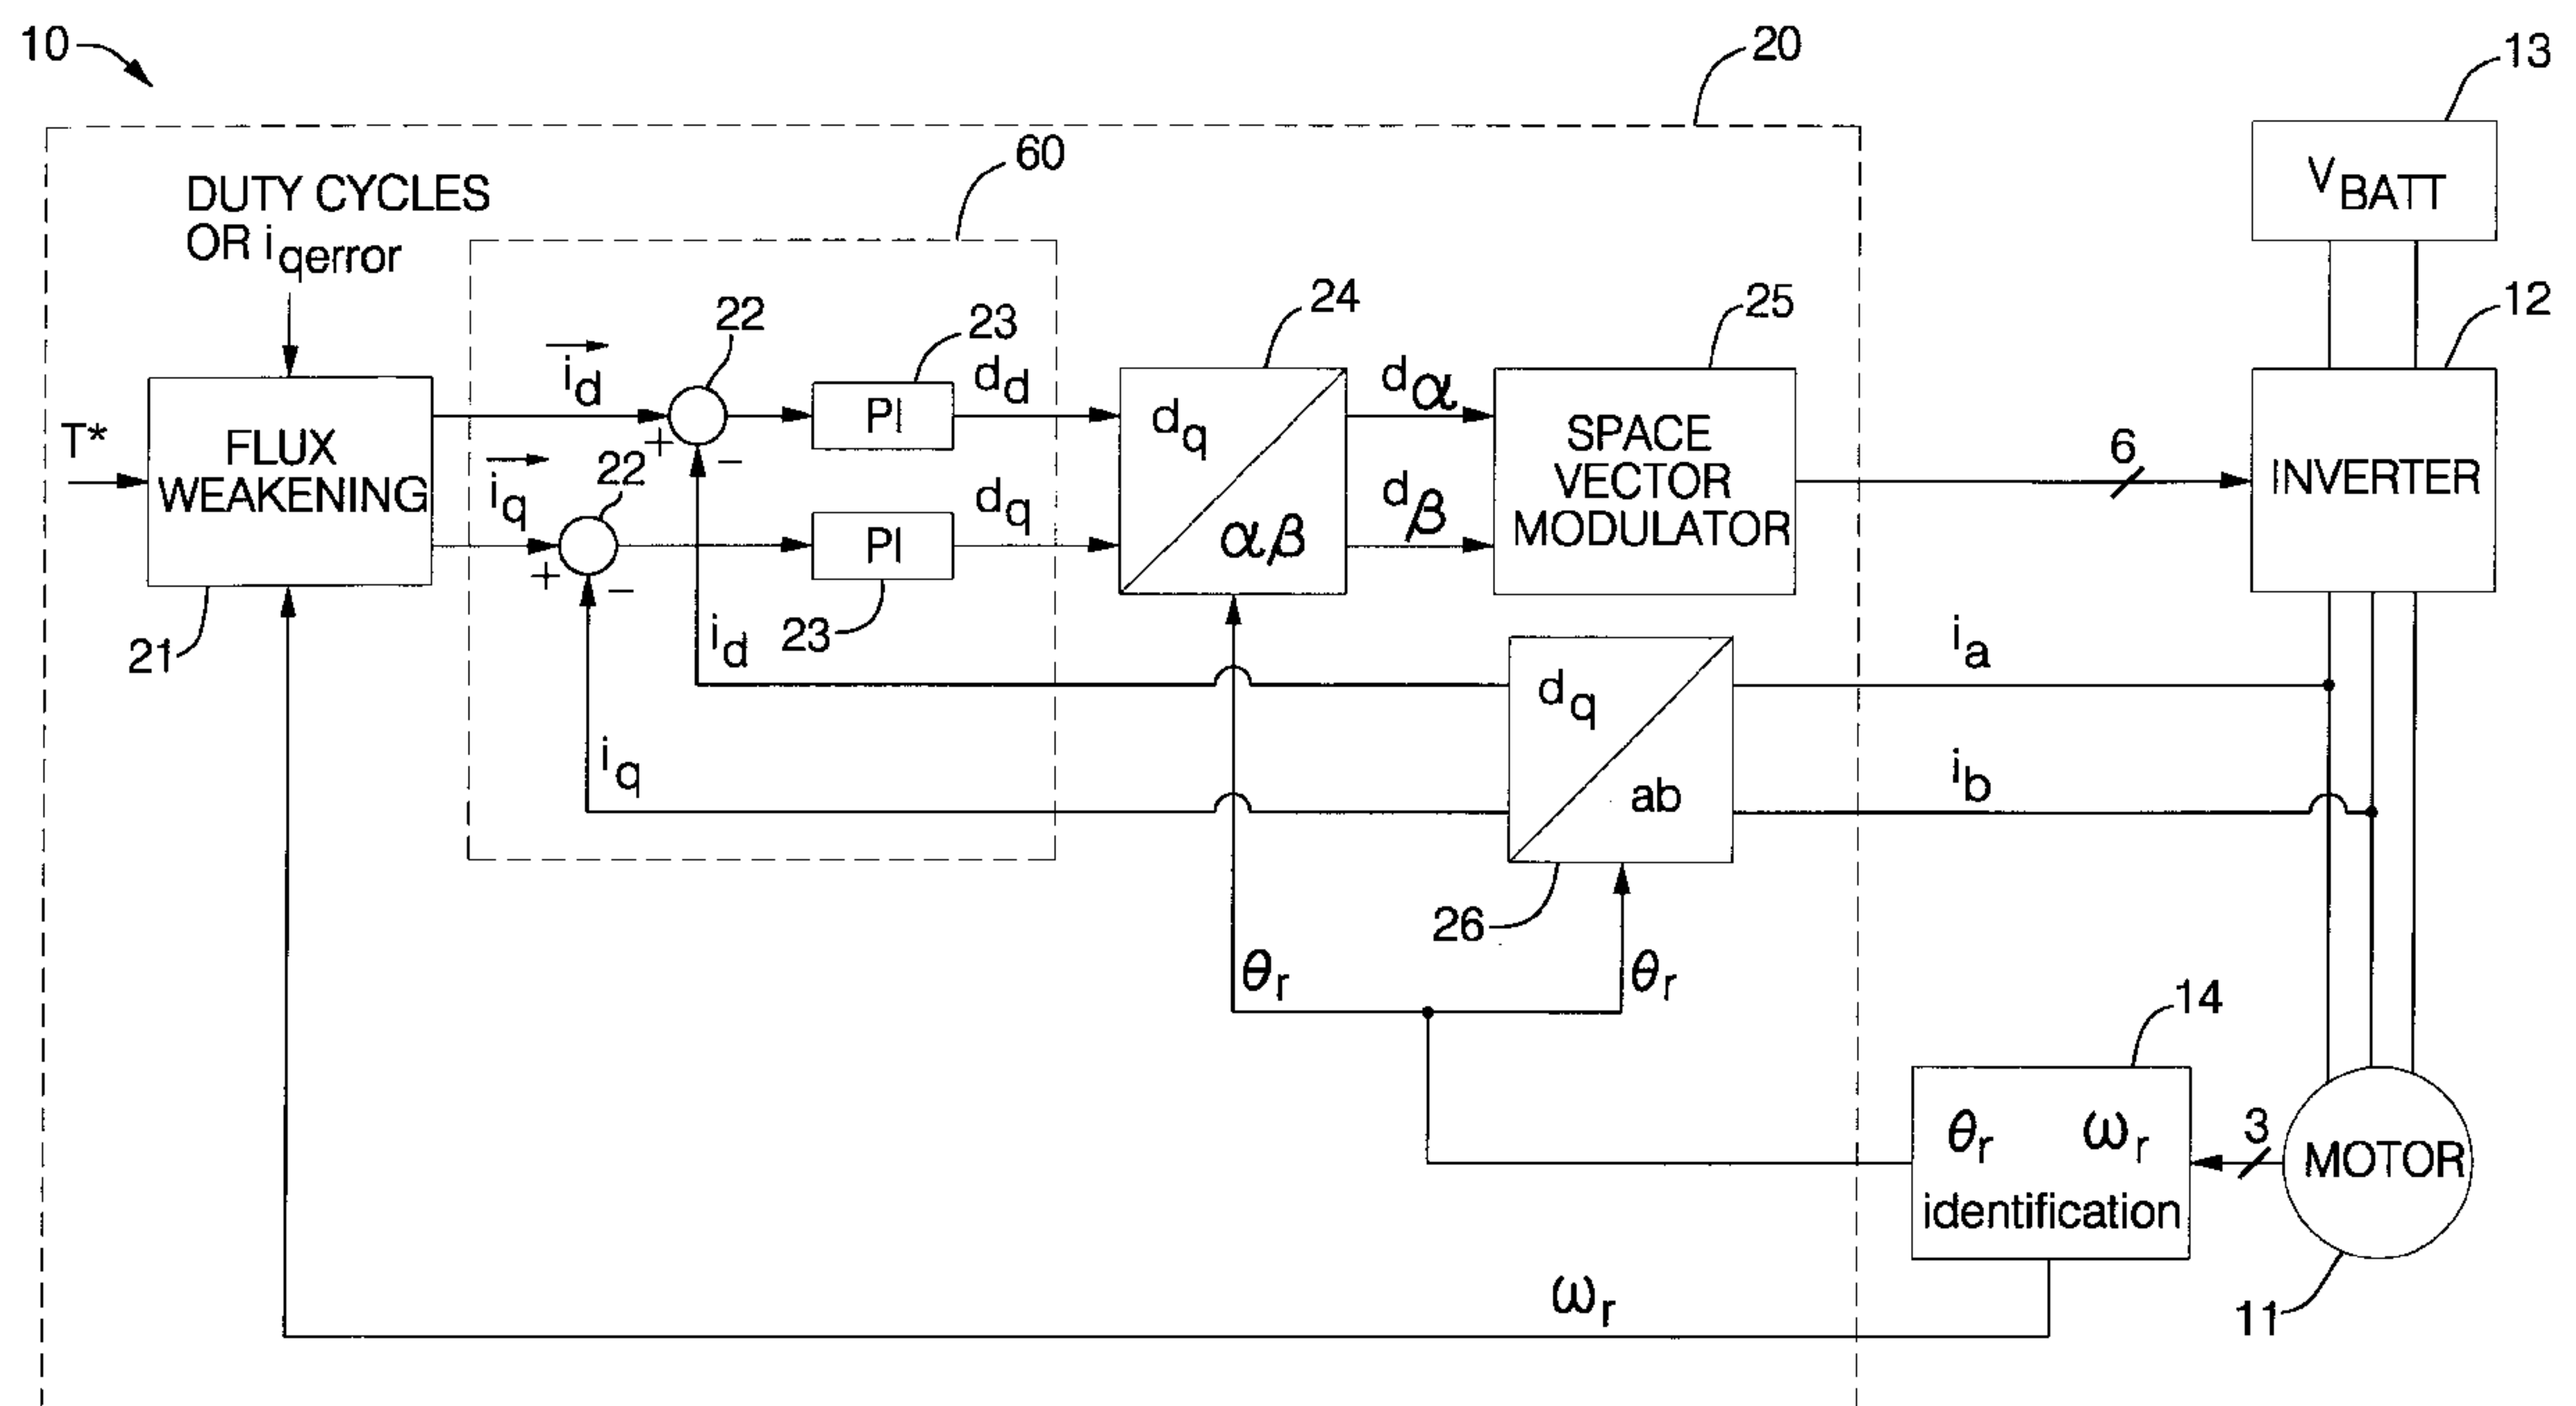 10
20
13
60
DUTY CYCLES
OR iqerror
VBATT
22
23
24
25
12
id
dd
dα
T*
FLUX
WEAKENING
+
−
PI
dq
αβ
SPACE
VECTOR
MODULATOR
6
INVERTER
iq
22
dq
dβ
+
−
PI
21
23
id
ia
dq
ab
iq
ib
26
θr
θr
14
θr ωr
identification
3
MOTOR
ωr
11